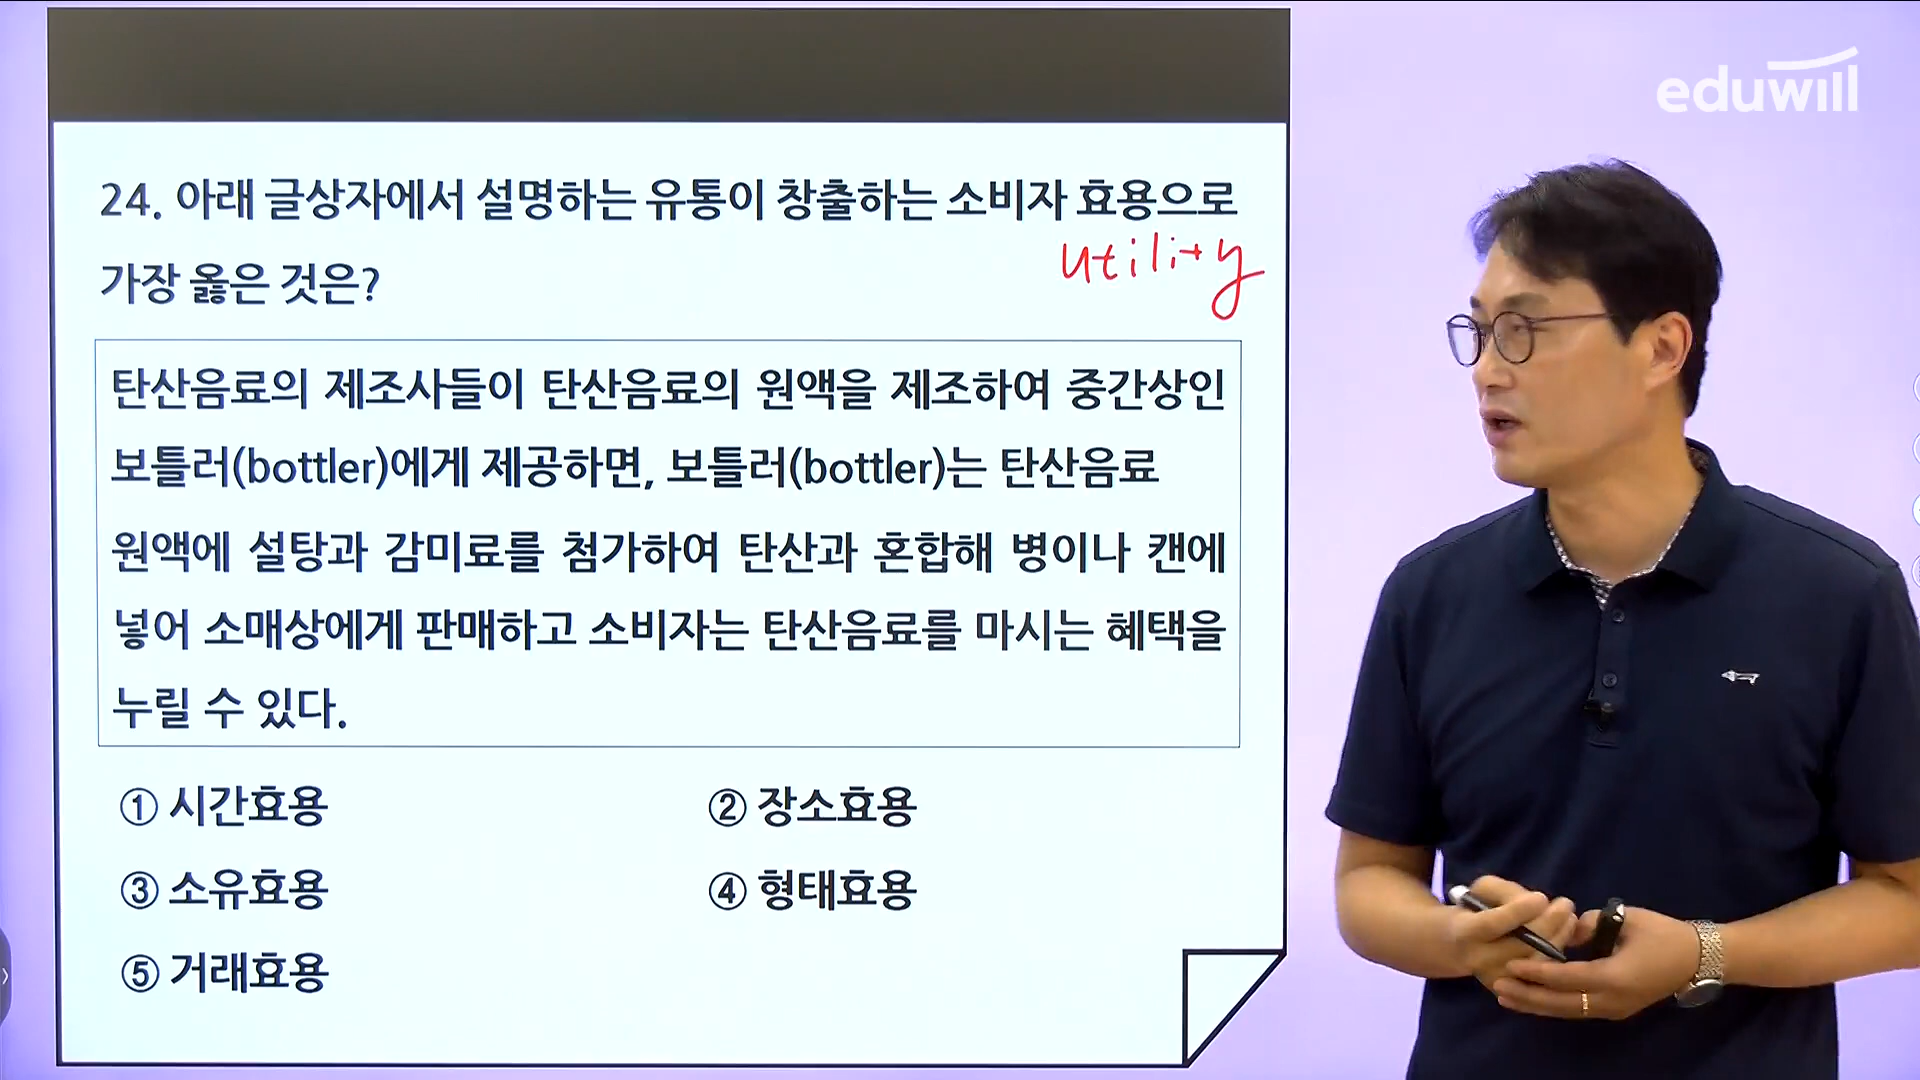 eduwill
24. 아래 글상자에서 설명하는 유통이 창출하는 소비자 효용으로
utility
가장 옳은 것은?
탄산음료의 제조사들이 탄산음료의 원액을 제조하여 중간상인
보틀러(bottler)에게 제공하면, 보틀러(bottler)는 탄산음료
원액에 설탕과 감미료를 첨가하여 탄산과 혼합해 병이나 캔에
넣어 소매상에게 판매하고 소비자는 탄산음료를 마시는 혜택을
누릴 수 있다.
① 시간효용 ② 장소효용
③ 소유효용 ④ 형태효용
⑤ 거래효용